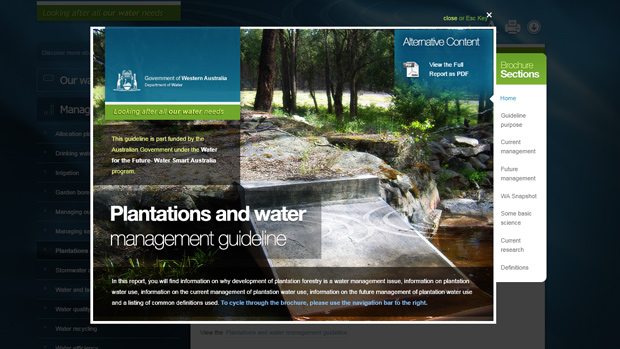 Looking after all our water needs
close or Esc Key
Discover more
Our wa
Manag
Allocation
Drinking
Irrigation
Garden bore
Managing ou
Managing
Plantations
Stormwater
Water and
Water quality
Water recycling
Water efficiency
Government of Western Australia
Department of Water
Looking after all our water needs
This guideline is part funded by the
Australian Government under the Water
for the Future- Water Smart Australia
program.
Alternative Content
View the Full
Report as PDF
Plantations and water
management guideline
In this report, you will find information on why development of plantation forestry is a water management issue, information on plantation
water use, information on the current management of plantation water use, information on the future management of plantation water use
and a listing of common definitions used. To cycle through the brochure, please use the navigation bar to the right.
Brochure
Sections
Home
Guideline
purpose
Current
management
Future
management
WA Snapshot
Some basic
science
Current
research
Definitions
View the Plantations and water management guideline